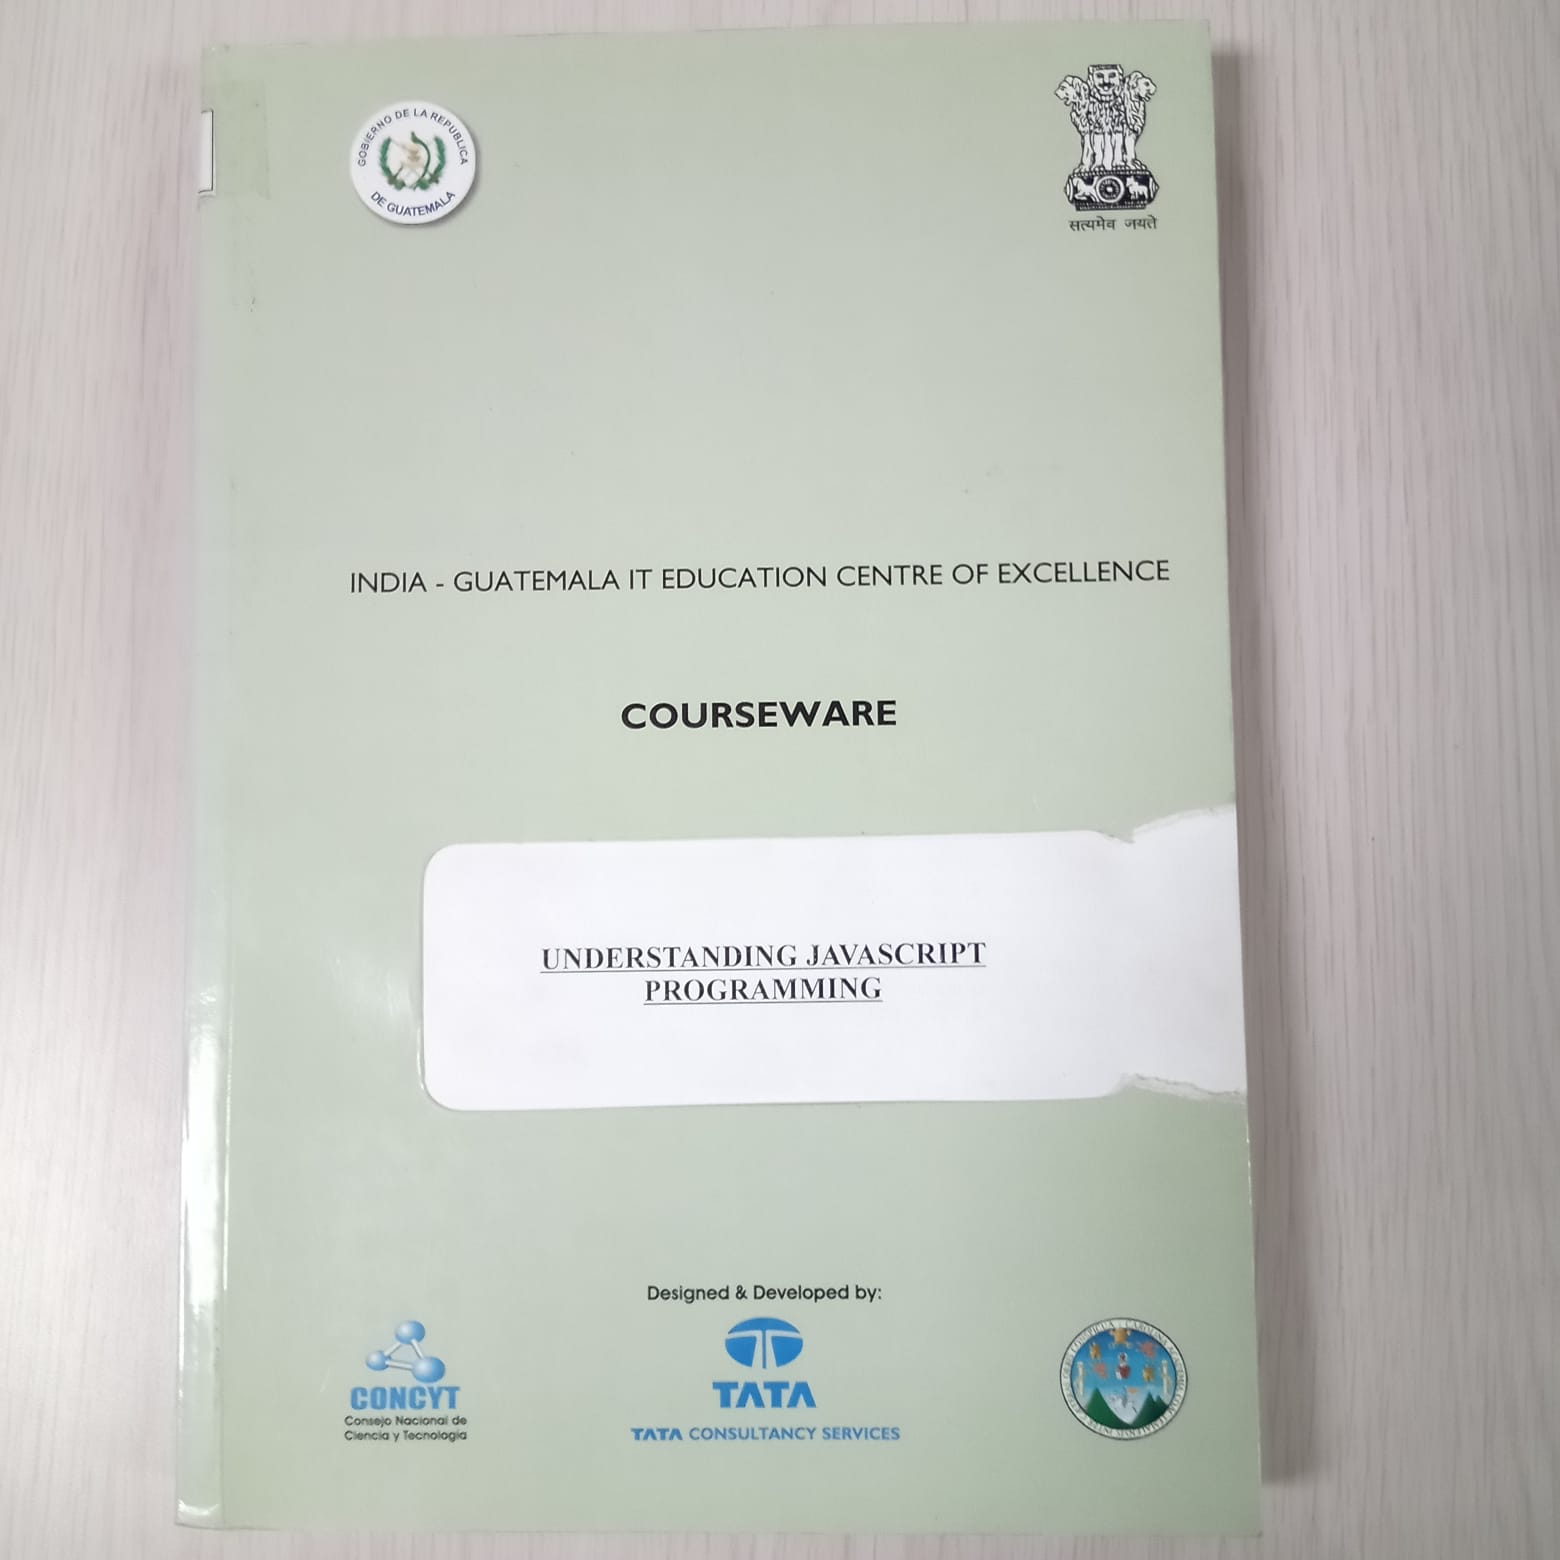 GOBIERNO DE LA REPUBLICA
DE GUATEMALA
सत्यमेव जयते
INDIA - GUATEMALA IT EDUCATION CENTRE OF EXCELLENCE
COURSEWARE
UNDERSTANDING JAVASCRIPT
PROGRAMMING
Designed & Developed by:
CONCYT
Consejo Nacional de
Ciencia y Tecnología
TATA
TATA CONSULTANCY SERVICES